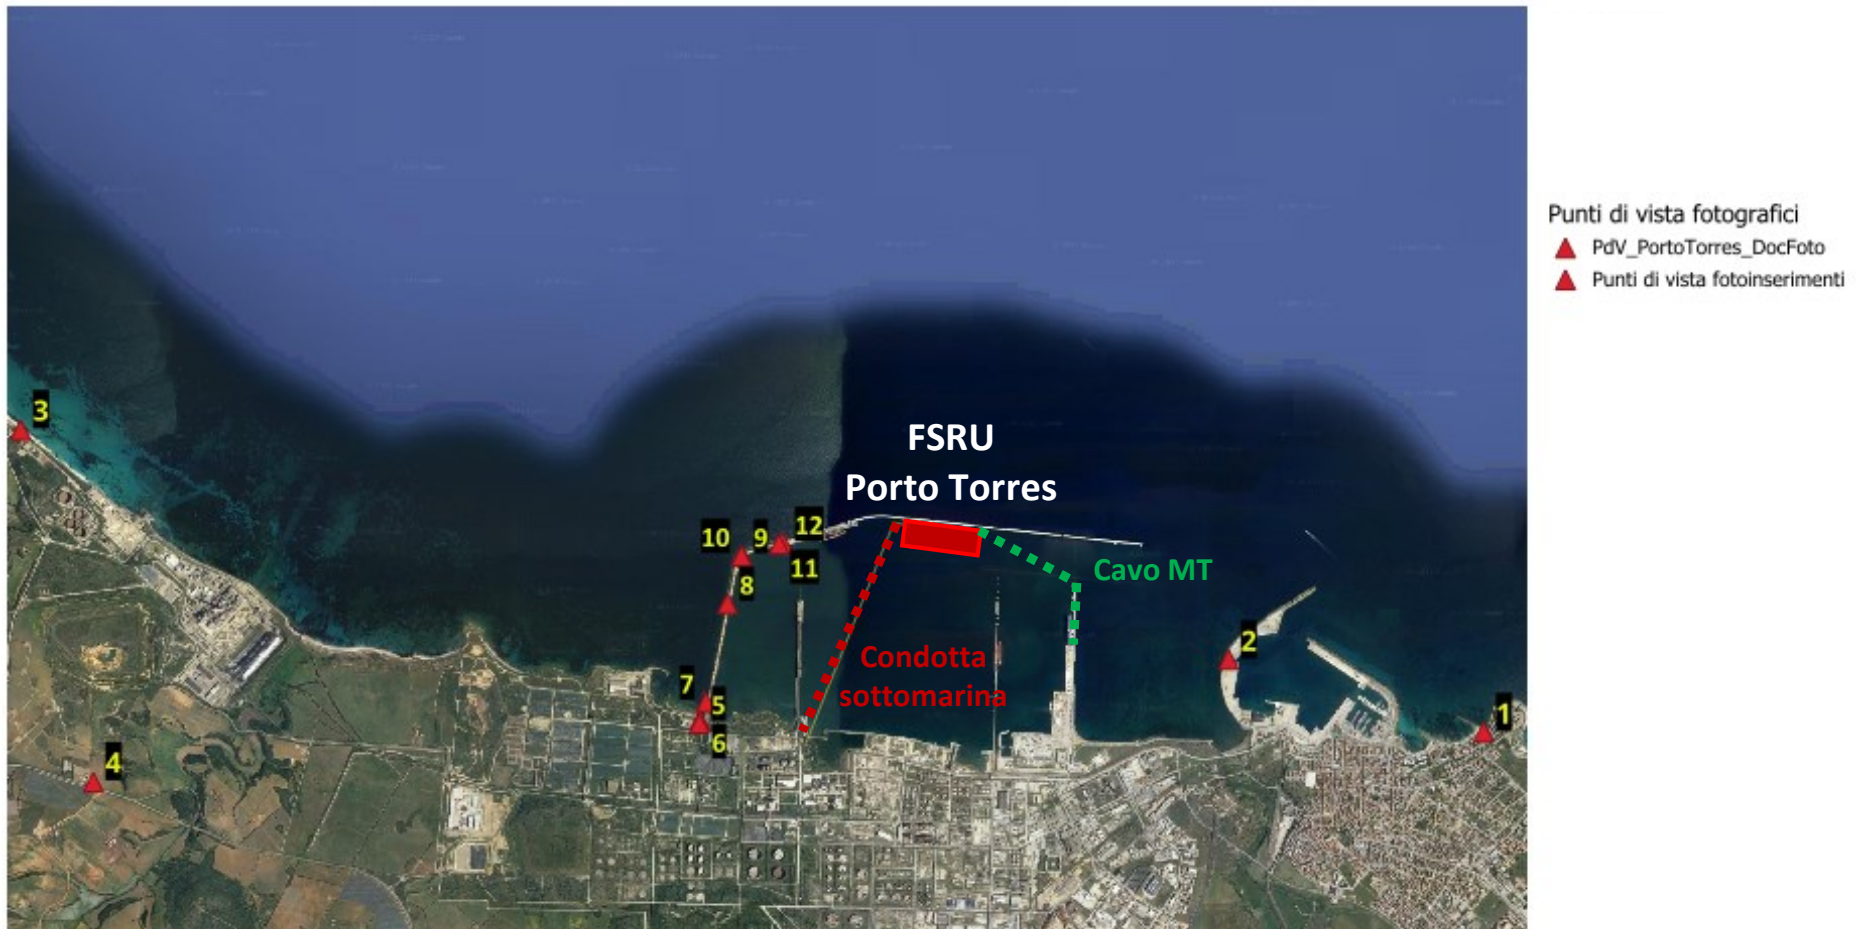 Punti di vista fotografici
PdV_PortoTorres_DocFoto
Punti di vista fotoinserimenti
3
FSRU
Porto Torres
10
9
12
11
8
Cavo MT
2
Condotta
sottomarina
7
5
6
1
4